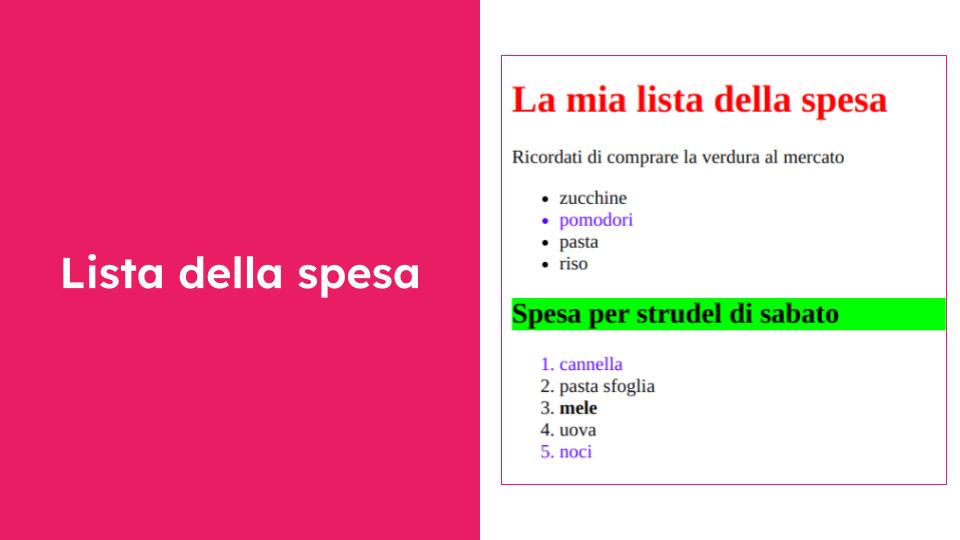 Lista della spesa
La mia lista della spesa
Ricordati di comprare la verdura al mercato
• zucchine
• pomodori
• pasta
• riso
Spesa per strudel di sabato
1. cannella
2. pasta sfoglia
3. mele
4. uova
5. noci